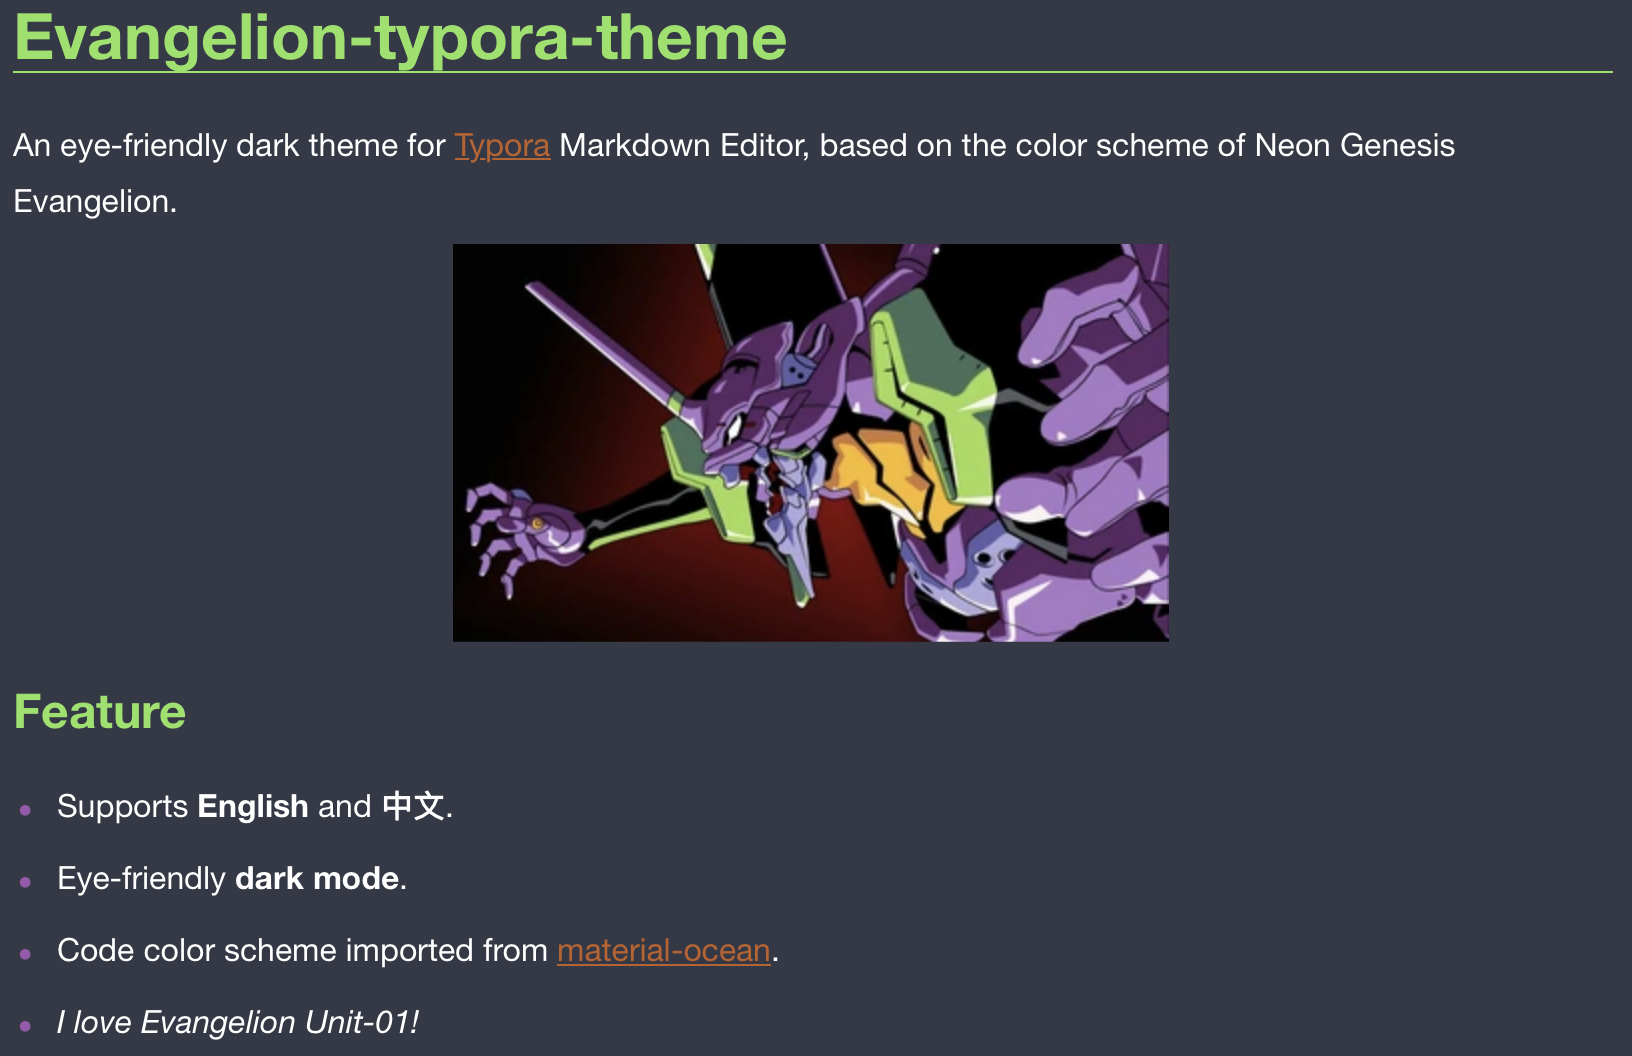 Evangelion-typora-theme
An eye-friendly dark theme for Typora Markdown Editor, based on the color scheme of Neon Genesis
Evangelion.
Feature
• Supports English and 中文.
• Eye-friendly dark mode.
• Code color scheme imported from material-ocean.
• I love Evangelion Unit-01!